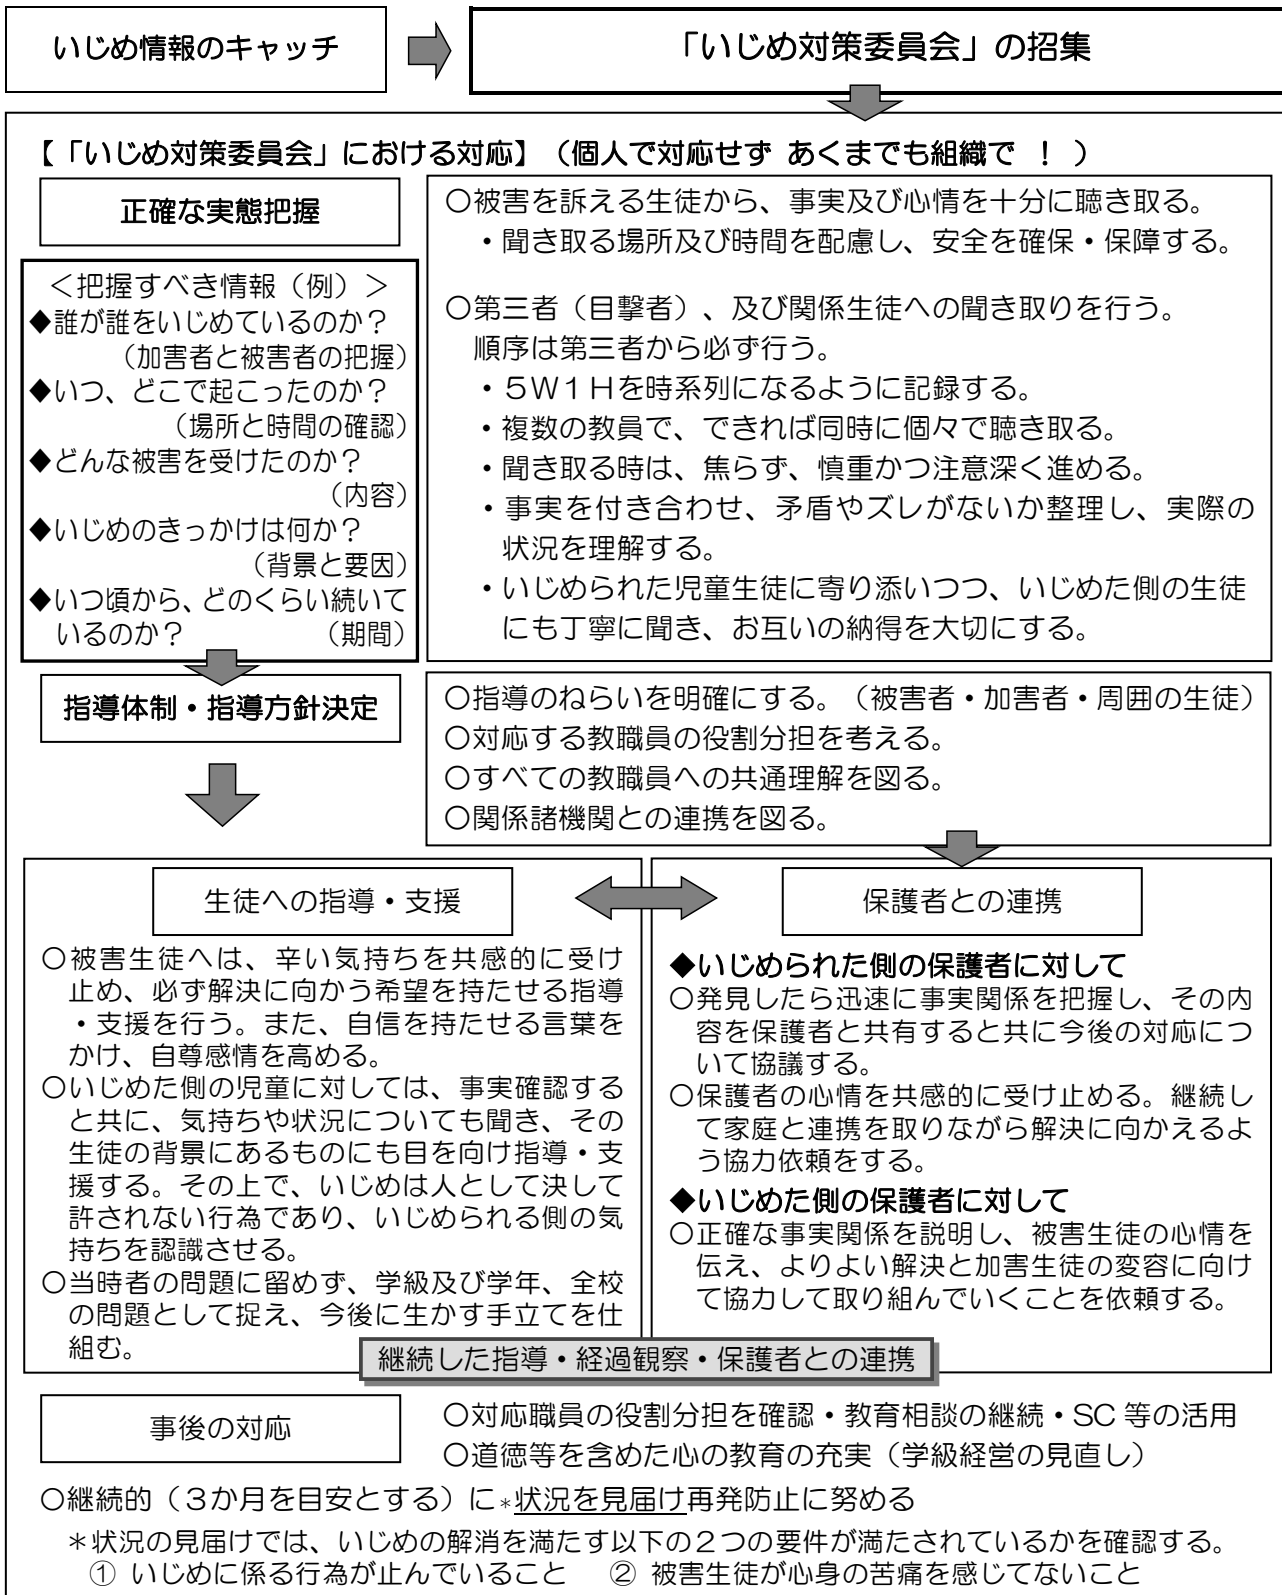 いじめ情報のキャッチ
「いじめ対策委員会」の招集
【「いじめ対策委員会」における対応】（個人で対応せず あくまでも組織で ！ ）
正確な実態把握
＜把握すべき情報（例）＞
◆誰が誰をいじめているのか？
（加害者と被害者の把握）
◆いつ、どこで起こったのか？
（場所と時間の確認）
◆どんな被害を受けたのか？
（内容）
◆いじめのきっかけは何か？
（背景と要因）
◆いつ頃から、どのくらい続いて
いるのか？　　（期間）
〇被害を訴える生徒から、事実及び心情を十分に聴き取る。
・聞き取る場所及び時間を配慮し、安全を確保・保障する。
〇第三者（目撃者）、及び関係生徒への聞き取りを行う。
順序は第三者から必ず行う。
・５Ｗ１Ｈを時系列になるように記録する。
・複数の教員で、できれば同時に個々で聴き取る。
・聞き取る時は、焦らず、慎重かつ注意深く進める。
・事実を付き合わせ、矛盾やズレがないか整理し、実際の
状況を理解する。
・いじめられた児童生徒に寄り添いつつ、いじめた側の生徒
にも丁寧に聞き、お互いの納得を大切にする。
指導体制・指導方針決定
〇指導のねらいを明確にする。（被害者・加害者・周囲の生徒）
〇対応する教職員の役割分担を考える。
〇すべての教職員への共通理解を図る。
〇関係諸機関との連携を図る。
生徒への指導・支援
〇被害生徒へは、辛い気持ちを共感的に受け
止め、必ず解決に向かう希望を持たせる指導
・支援を行う。また、自信を持たせる言葉を
かけ、自尊感情を高める。
〇いじめた側の児童に対しては、事実確認する
と共に、気持ちや状況についても聞き、その
生徒の背景にあるものにも目を向け指導・支
援する。その上で、いじめは人として決して
許されない行為であり、いじめられる側の気
持ちを認識させる。
〇当時者の問題に留めず、学級及び学年、全校
の問題として捉え、今後に生かす手立てを仕
組む。
保護者との連携
◆いじめられた側の保護者に対して
〇発見したら迅速に事実関係を把握し、その内
容を保護者と共有すると共に今後の対応につ
いて協議する。
〇保護者の心情を共感的に受け止める。継続し
て家庭と連携を取りながら解決に向かえるよ
う協力依頼をする。
◆いじめた側の保護者に対して
〇正確な事実関係を説明し、被害生徒の心情を
伝え、よりよい解決と加害生徒の変容に向け
て協力して取り組んでいくことを依頼する。
継続した指導・経過観察・保護者との連携
事後の対応
〇対応職員の役割分担を確認・教育相談の継続・SC 等の活用
〇道徳等を含めた心の教育の充実（学級経営の見直し）
〇継続的（３か月を目安とする）に＊状況を見届け再発防止に努める
＊状況の見届けでは、いじめの解消を満たす以下の２つの要件が満たされているかを確認する。
① いじめに係る行為が止んでいること　② 被害生徒が心身の苦痛を感じてないこと